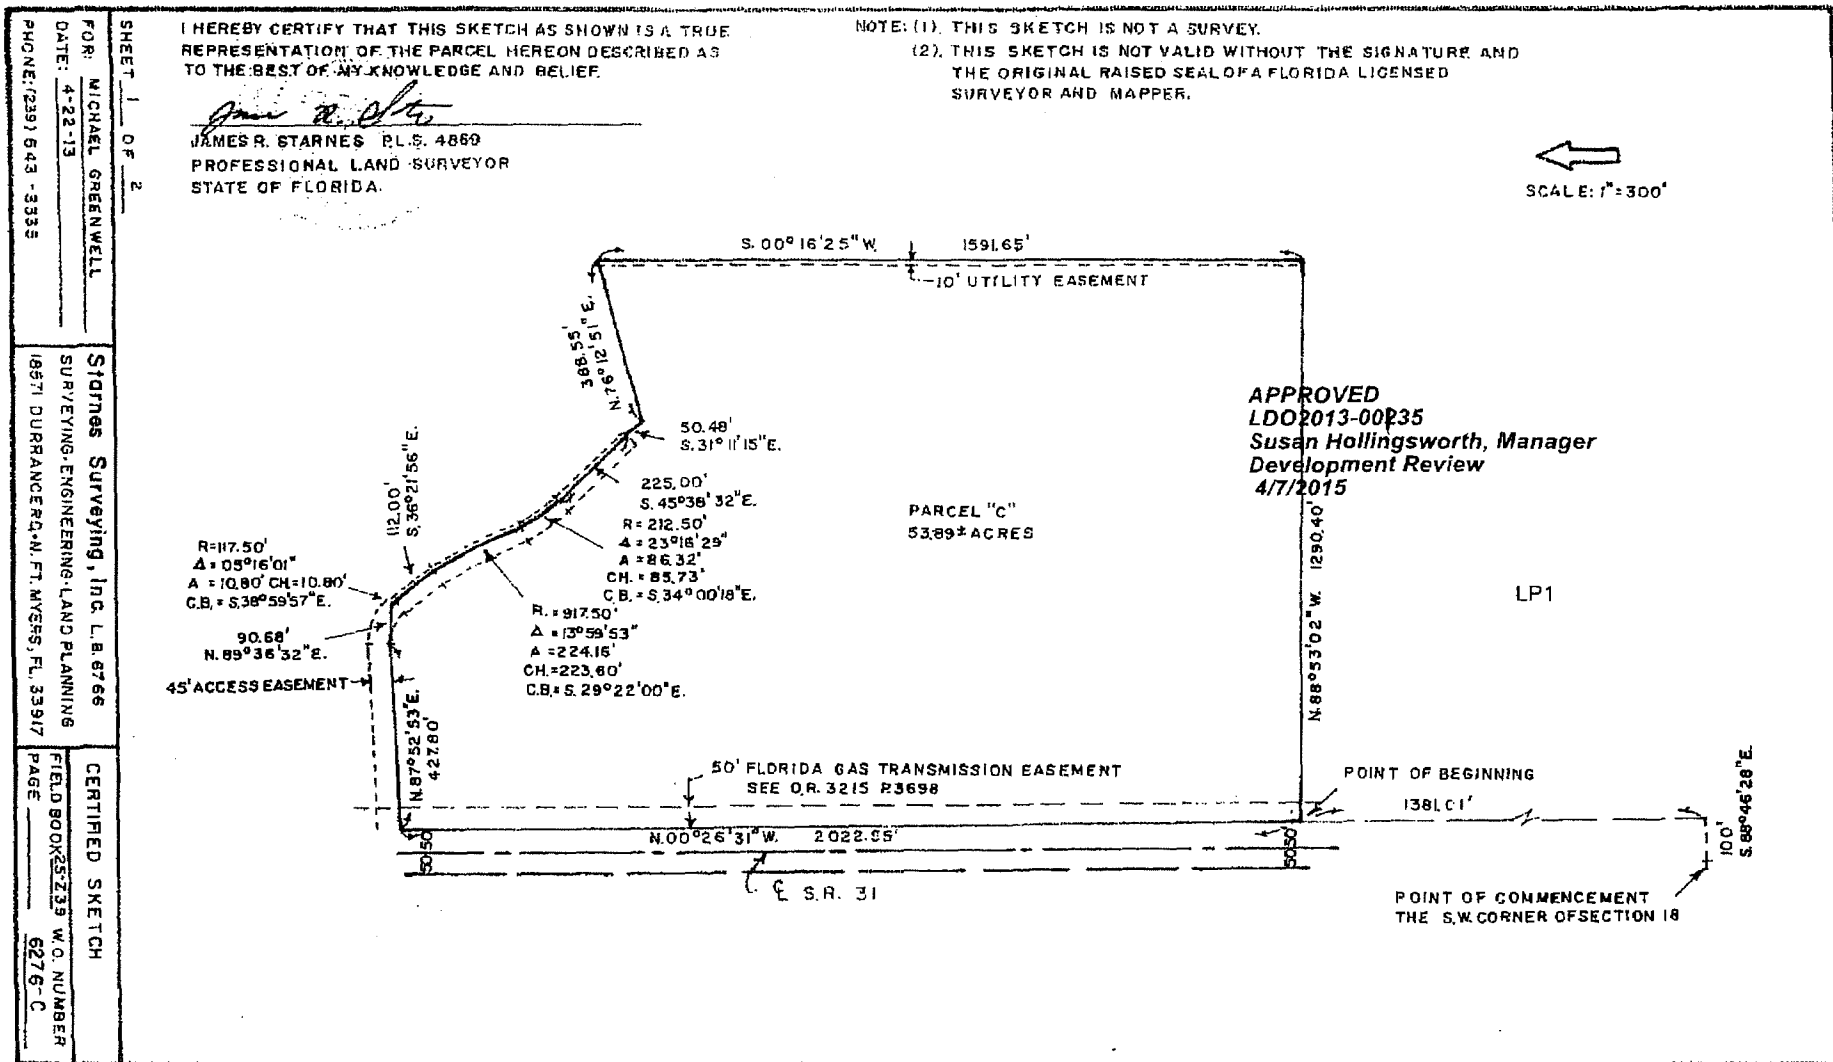 I HEREBY CERTIFY THAT THIS SKETCH AS SHOWN IS A TRUE
REPRESENTATION OF THE PARCEL HEREON DESCRIBED AS
TO THE BEST OF MY KNOWLEDGE AND BELIEF.
JAMES R. STARNES P.L.S. 4869
PROFESSIONAL LAND SURVEYOR
STATE OF FLORIDA.
NOTE: (1). THIS SKETCH IS NOT A SURVEY.
(2). THIS SKETCH IS NOT VALID WITHOUT THE SIGNATURE AND
THE ORIGINAL RAISED SEAL OF A FLORIDA LICENSED
SURVEYOR AND MAPPER.
SCALE: 1"=300'
S. 00°16'25" W. 1591.65'
10' UTILITY EASEMENT
388.55'
N.76°12'51"E.
50.48'
S.31°11'15"E.
225.00'
S.45°38'32"E.
R=212.50'
Δ=23°16'29"
A=86.32'
CH.=85.73'
C.B.=S.34°00'18"E.
112.00'
S.36°21'56"E.
R=117.50'
Δ=05°16'01"
A=10.80' CH=10.80'
C.B.=S.38°59'57"E.
90.68'
N.89°36'32"E.
45' ACCESS EASEMENT
R.=917.50'
Δ=13°59'53"
A=224.16'
CH.=223.60'
C.B.=S.29°22'00"E.
N.87°52'53"E.
427.80'
PARCEL "C"
53.89± ACRES
APPROVED
LDO2013-00235
Susan Hollingsworth, Manager
Development Review
4/7/2015
N.88°53'02"W. 1290.40'
LP1
50' FLORIDA GAS TRANSMISSION EASEMENT
SEE O.R. 3215 P.3698
POINT OF BEGINNING
1381.01'
100'
S.88°46'28"E.
N.00°26'31"W. 2022.95'
50' 50'
50' 50'
℄ S.R. 31
POINT OF COMMENCEMENT
THE S.W. CORNER OF SECTION 18
SHEET 1 OF 2
FOR: MICHAEL GREENWELL
DATE: 4-22-13
PHONE: (239) 643-3335
Starnes Surveying, Inc. L.B. 6766
SURVEYING·ENGINEERING·LAND PLANNING
18571 DURRANCE RD.·N. FT. MYERS, FL. 33917
CERTIFIED SKETCH
FIELD BOOK W.O. NUMBER
PAGE 6276-C